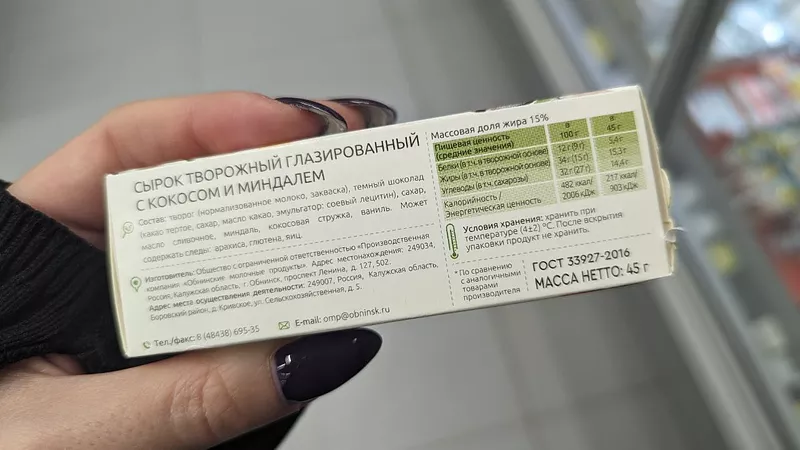 СЫРОК ТВОРОЖНЫЙ ГЛАЗИРОВАННЫЙ
С КОКОСОМ И МИНДАЛЕМ
Состав: творог (нормализованное молоко, закваска), темный шоколад
(какао тертое, сахар, масло какао, эмульгатор: соевый лецитин), сахар,
масло сливочное, миндаль, кокосовая стружка, ваниль. Может
содержать следы: арахиса, глютена, яиц.
Изготовитель: Общество с ограниченной ответственностью «Производственная
компания «Обнинские молочные продукты». Адрес местонахождения: 249034,
Россия, Калужская область, г. Обнинск, проспект Ленина, д. 127, 502.
Адрес места осуществления деятельности: 249007, Россия, Калужская область,
Боровский район, д. Кривское, ул. Сельскохозяйственная, д. 5.
Тел./факс: 8 (48438) 695-35
E-mail: omp@obninsk.ru
Массовая доля жира 15%
Пищевая ценность (средние значения) в 100 г в 45 г
Белки (в т.ч. в творожной основе) 12 г (9 г) 5,4 г
Жиры (в т.ч. в творожной основе) 34 г (15 г) 15,3 г
Углеводы (в т.ч. сахарозы) 32 г (27 г) 14,4 г
Калорийность / 482 ккал/ 217 ккал/
Энергетическая ценность 2006 кДж 903 кДж
Условия хранения: хранить при
температуре (4±2) °C. После вскрытия
упаковки продукт не хранить.
*По сравнению
с аналогичными
товарами
производителя
ГОСТ 33927-2016
МАССА НЕТТО: 45 г